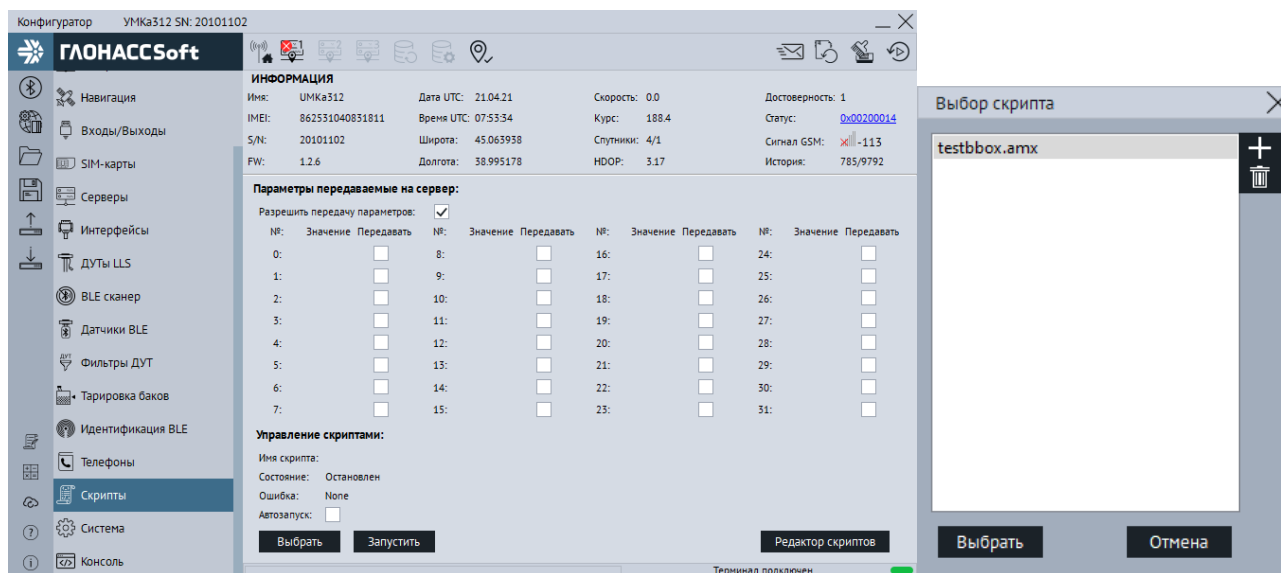 Конфигуратор УМКа312 SN: 20101102
ГЛОНАССSoft
Навигация
Входы/Выходы
SIM-карты
Серверы
Интерфейсы
ДУТы LLS
BLE сканер
Датчики BLE
Фильтры ДУТ
Тарировка баков
Идентификация BLE
Телефоны
Скрипты
Система
Консоль
ИНФОРМАЦИЯ
Имя: UMKa312 Дата UTC: 21.04.21 Скорость: 0.0 Достоверность: 1
IMEI: 862531040831811 Время UTC: 07:53:34 Курс: 188.4 Статус: 0x00200014
S/N: 20101102 Широта: 45.063938 Спутники: 4/1 Сигнал GSM: -113
FW: 1.2.6 Долгота: 38.995178 HDOP: 3.17 История: 785/9792
Параметры передаваемые на сервер:
Разрешить передачу параметров:
№: Значение Передавать №: Значение Передавать №: Значение Передавать №: Значение Передавать
0: 8: 16: 24:
1: 9: 17: 25:
2: 10: 18: 26:
3: 11: 19: 27:
4: 12: 20: 28:
5: 13: 21: 29:
6: 14: 22: 30:
7: 15: 23: 31:
Управление скриптами:
Имя скрипта:
Состояние: Остановлен
Ошибка: None
Автозапуск:
Выбрать Запустить Редактор скриптов
Терминал подключен
Выбор скрипта
testbbox.amx
Выбрать Отмена